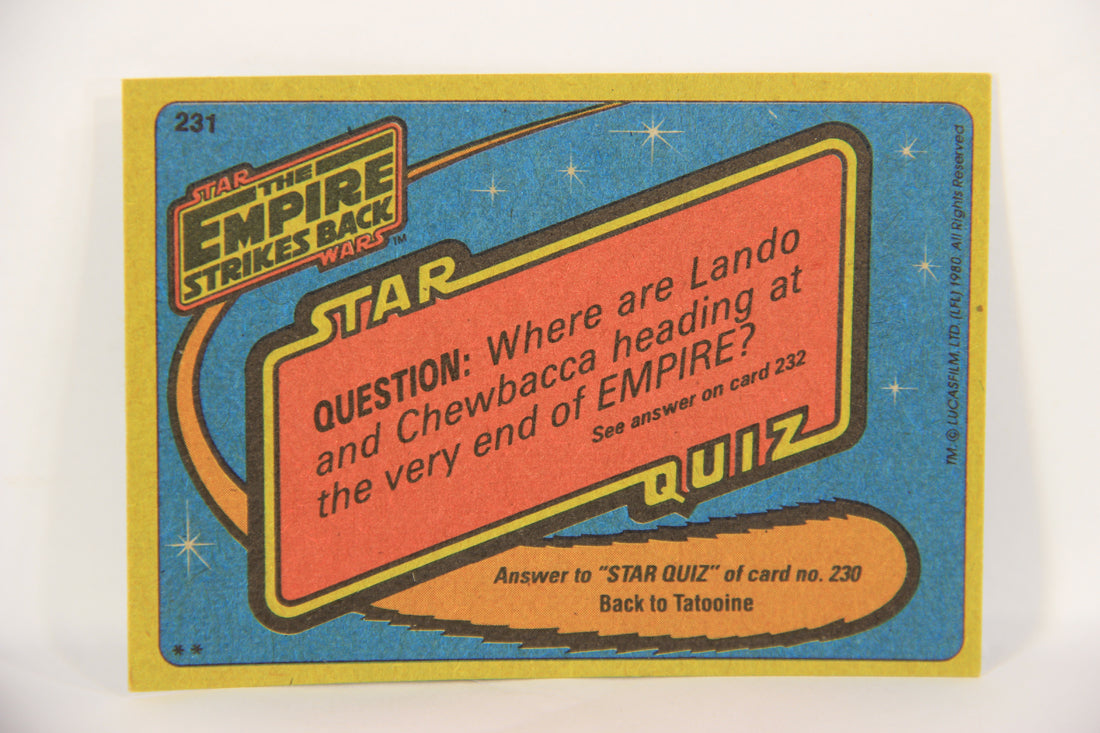 231
STAR
THE
EMPIRE
STRIKES BACK
WARS TM
STAR
QUESTION: Where are Lando
and Chewbacca heading at
the very end of EMPIRE?
See answer on card 232
QUIZ
Answer to "STAR QUIZ" of card no. 230
Back to Tatooine
**
TM: © LUCASFILM, LTD. (LFL) 1980. All Rights Reserved